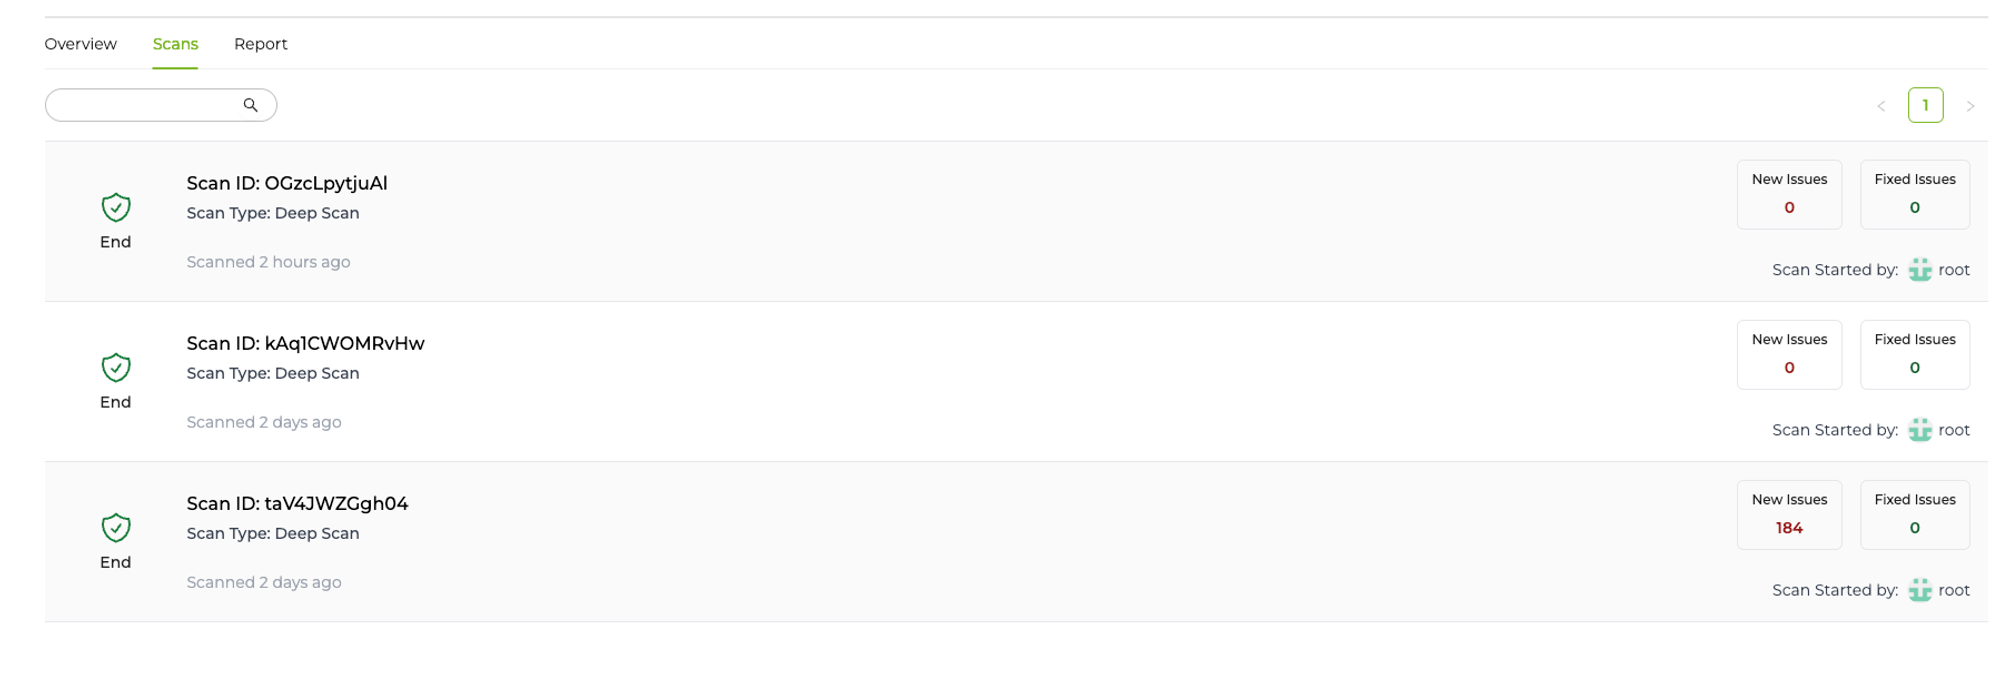 Overview Scans Report
1
Scan ID: OGzcLpytjuAl
Scan Type: Deep Scan
End
Scanned 2 hours ago
New Issues
0
Fixed Issues
0
Scan Started by: root
Scan ID: kAq1CWOMRvHw
Scan Type: Deep Scan
End
Scanned 2 days ago
New Issues
0
Fixed Issues
0
Scan Started by: root
Scan ID: taV4JWZGgh04
Scan Type: Deep Scan
End
Scanned 2 days ago
New Issues
184
Fixed Issues
0
Scan Started by: root